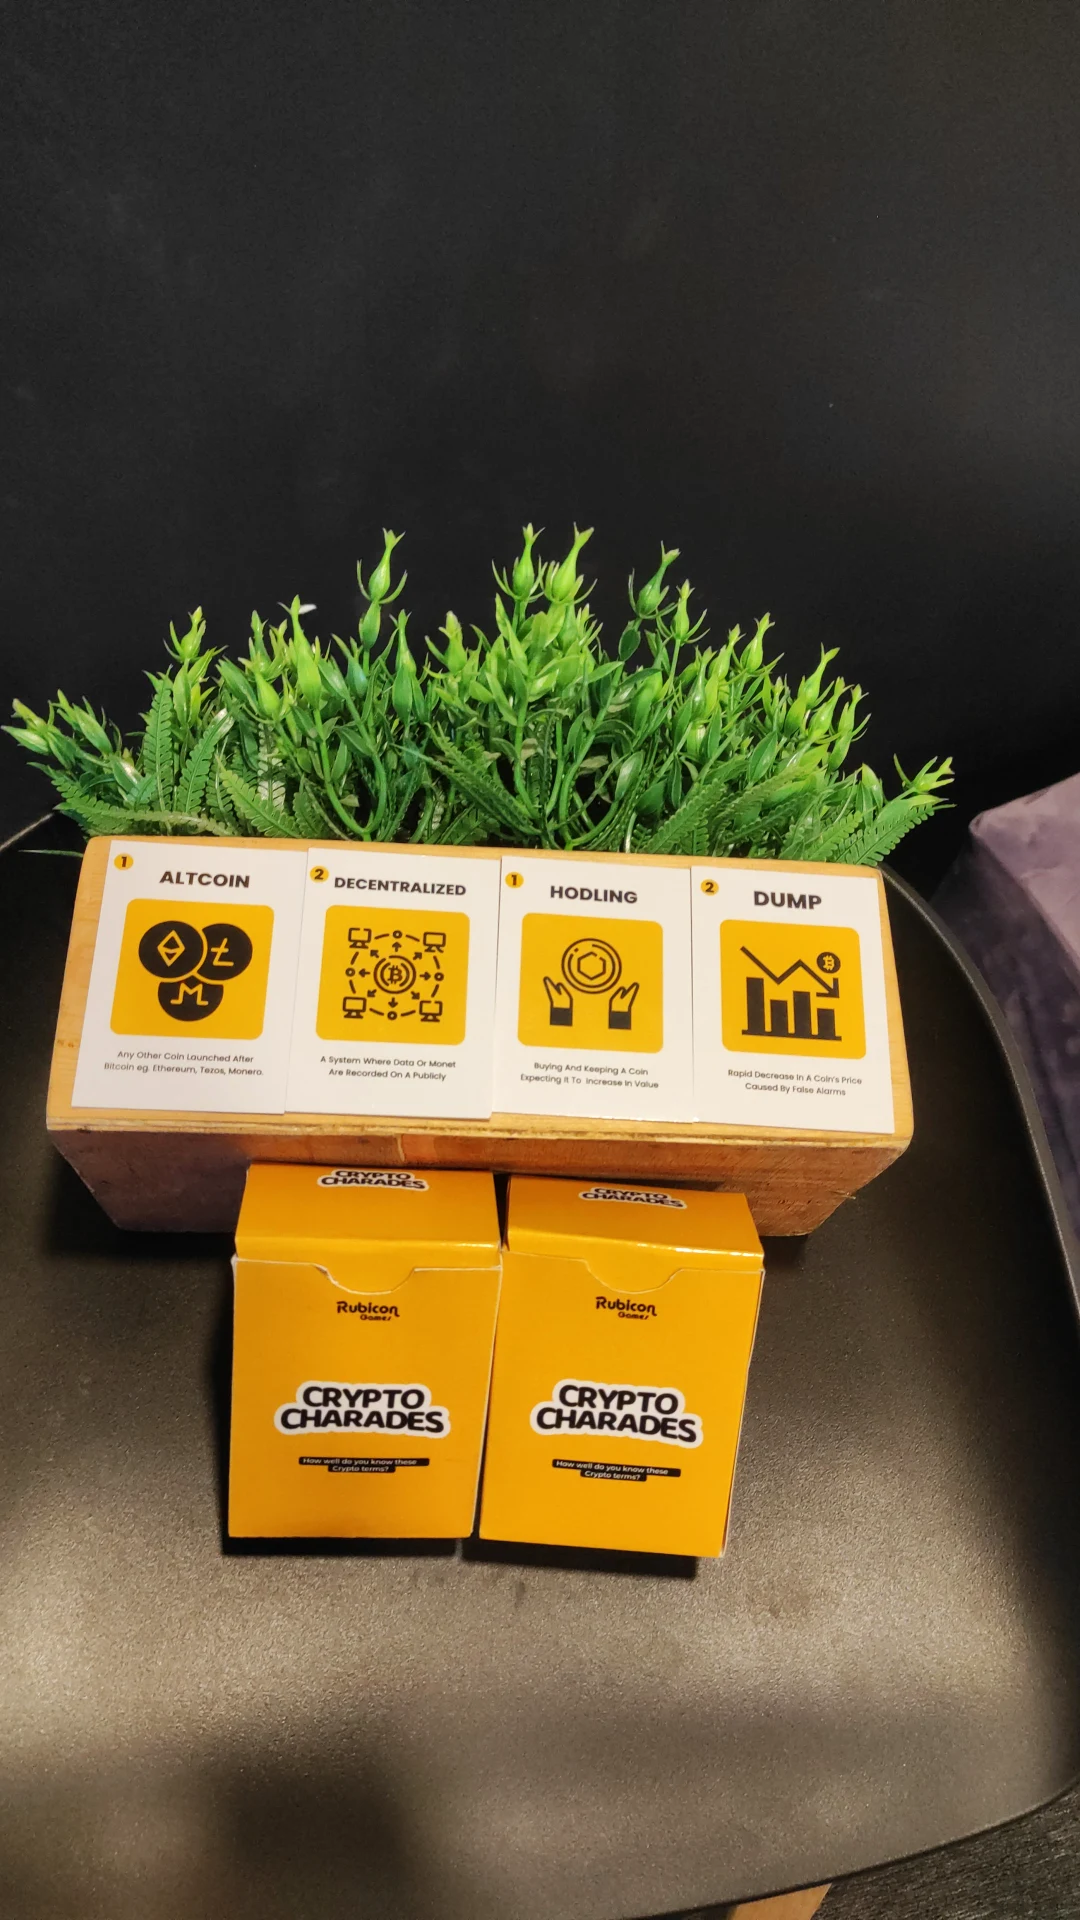 1
ALTCOIN
Any Other Coin Launched After
Bitcoin eg. Ethereum, Tezos, Monero.
2
DECENTRALIZED
A System Where Data Or Monet
Are Recorded On A Publicly
1
HODLING
Buying And Keeping A Coin
Expecting It To Increase In Value
2
DUMP
Rapid Decrease In A Coin's Price
Caused By False Alarms
CRYPTO
CHARADES
CRYPTO
CHARADES
Rubicon
Games
CRYPTO
CHARADES
How well do you know these
Crypto terms?
Rubicon
Games
CRYPTO
CHARADES
How well do you know these
Crypto terms?